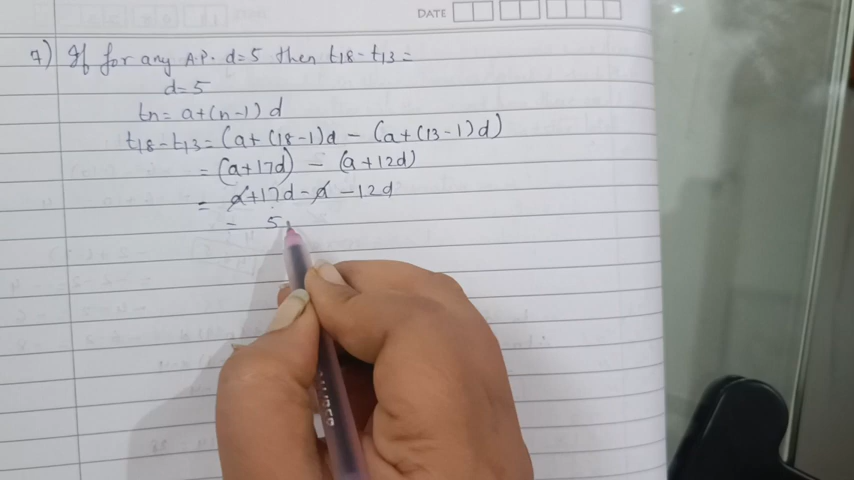 DATE
7) If for any A.P. d=5 then t18-t13=
d=5
tn=a+(n-1)d
t18-t13=(a+(18-1)d-(a+(13-1)d)
=(a+17d)-(a+12d)
=a+17d-a-12d
= 5